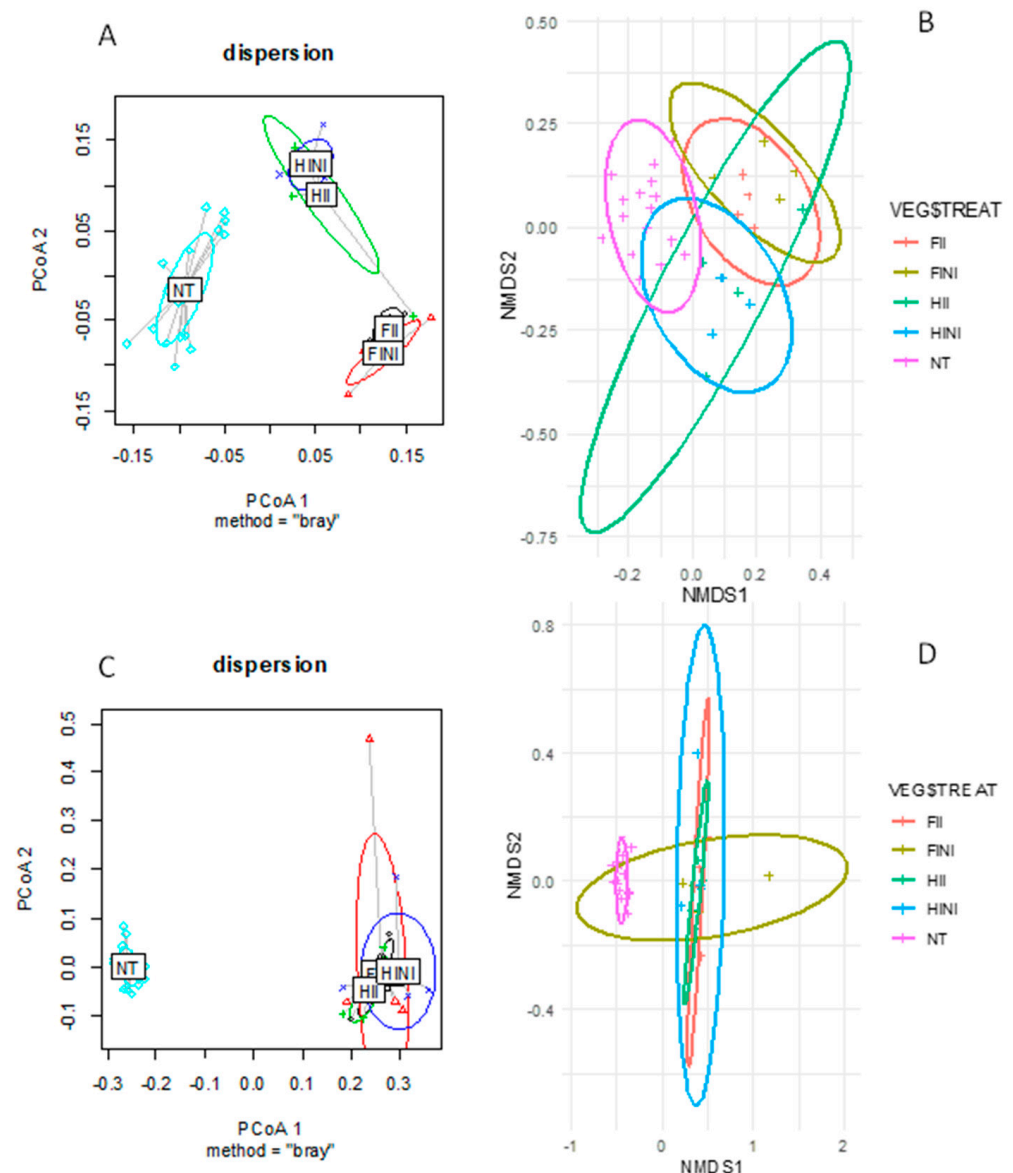 A
dispersion
PCoA 2
0.15
0.05
-0.05
-0.15
HINI
HII
NT
FII
FINI
-0.15
-0.05
0.05
0.15
PCoA 1
method = "bray"
B
NMDS2
0.50
0.25
0.00
-0.25
-0.50
-0.75
-0.2
0.0
0.2
0.4
NMDS1
VEG$TREAT
FII
FINI
HII
HINI
NT
C
dispersion
PCoA 2
0.5
0.4
0.3
0.2
0.1
0.0
-0.1
NT
HINI
HII
-0.3
-0.2
-0.1
0.0
0.1
0.2
0.3
PCoA 1
method = "bray"
D
NMDS2
0.8
0.4
0.0
-0.4
-1
0
1
2
NMDS1
VEG$TREAT
FII
FINI
HII
HINI
NT